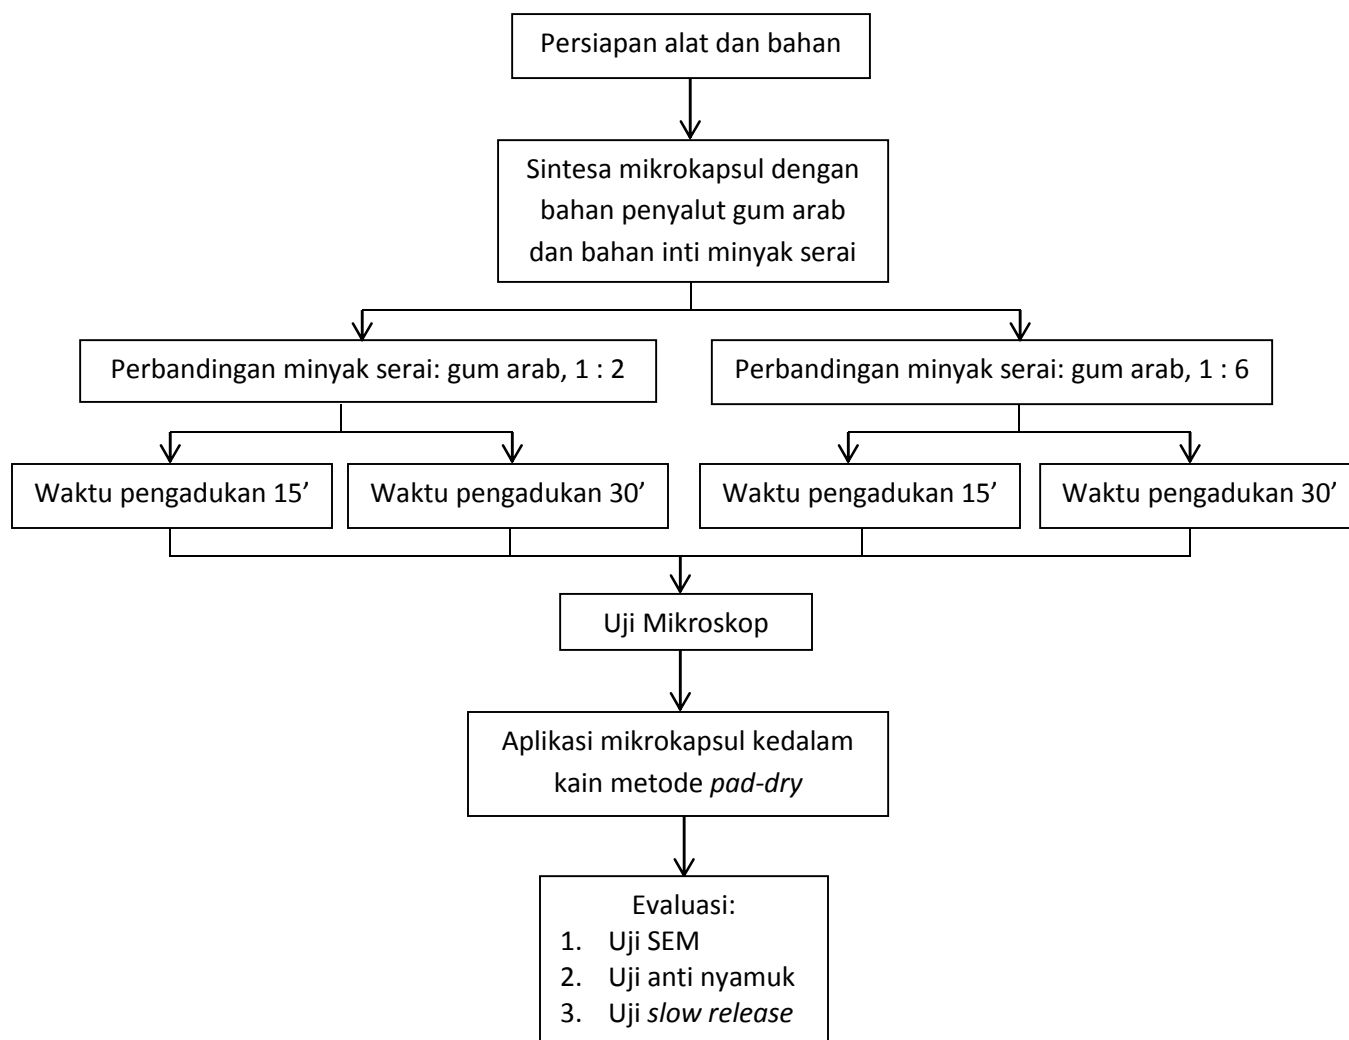 Persiapan alat dan bahan
Sintesa mikrokapsul dengan
bahan penyalut gum arab
dan bahan inti minyak serai
Perbandingan minyak serai: gum arab, 1 : 2
Perbandingan minyak serai: gum arab, 1 : 6
Waktu pengadukan 15’
Waktu pengadukan 30’
Waktu pengadukan 15’
Waktu pengadukan 30’
Uji Mikroskop
Aplikasi mikrokapsul kedalam
kain metode pad-dry
Evaluasi:
1. Uji SEM
2. Uji anti nyamuk
3. Uji slow release